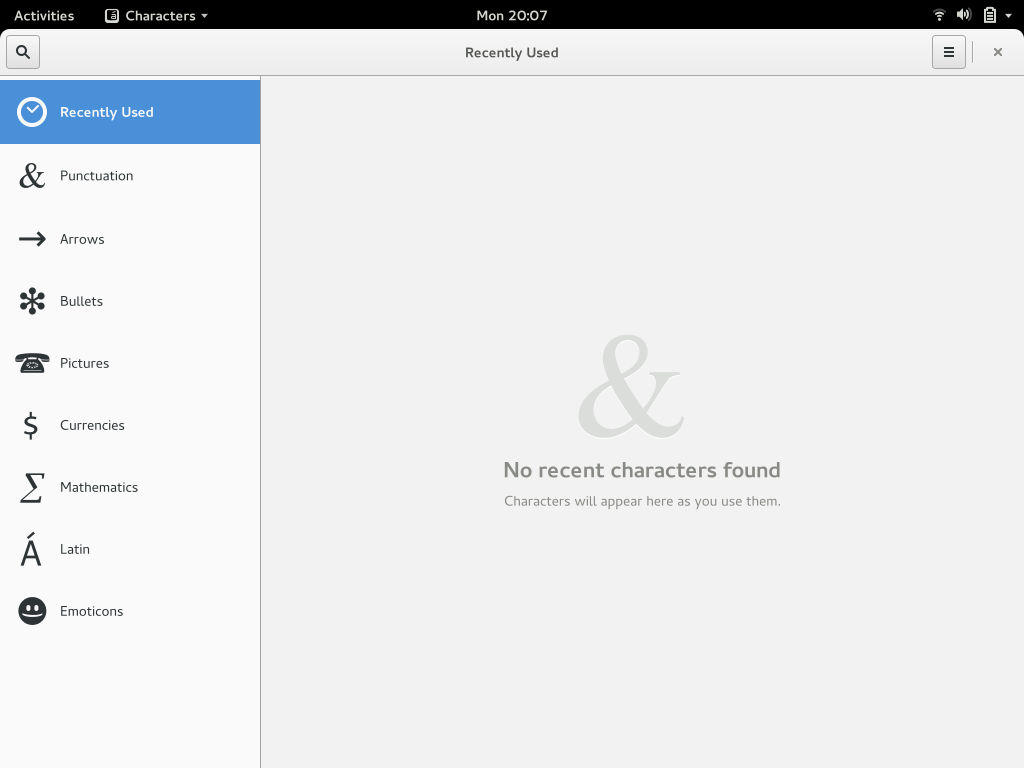 Activities
Characters
Mon 20:07
Recently Used
Recently Used
& Punctuation
→ Arrows
Bullets
Pictures
$ Currencies
∑ Mathematics
Á Latin
Emoticons
&
No recent characters found
Characters will appear here as you use them.